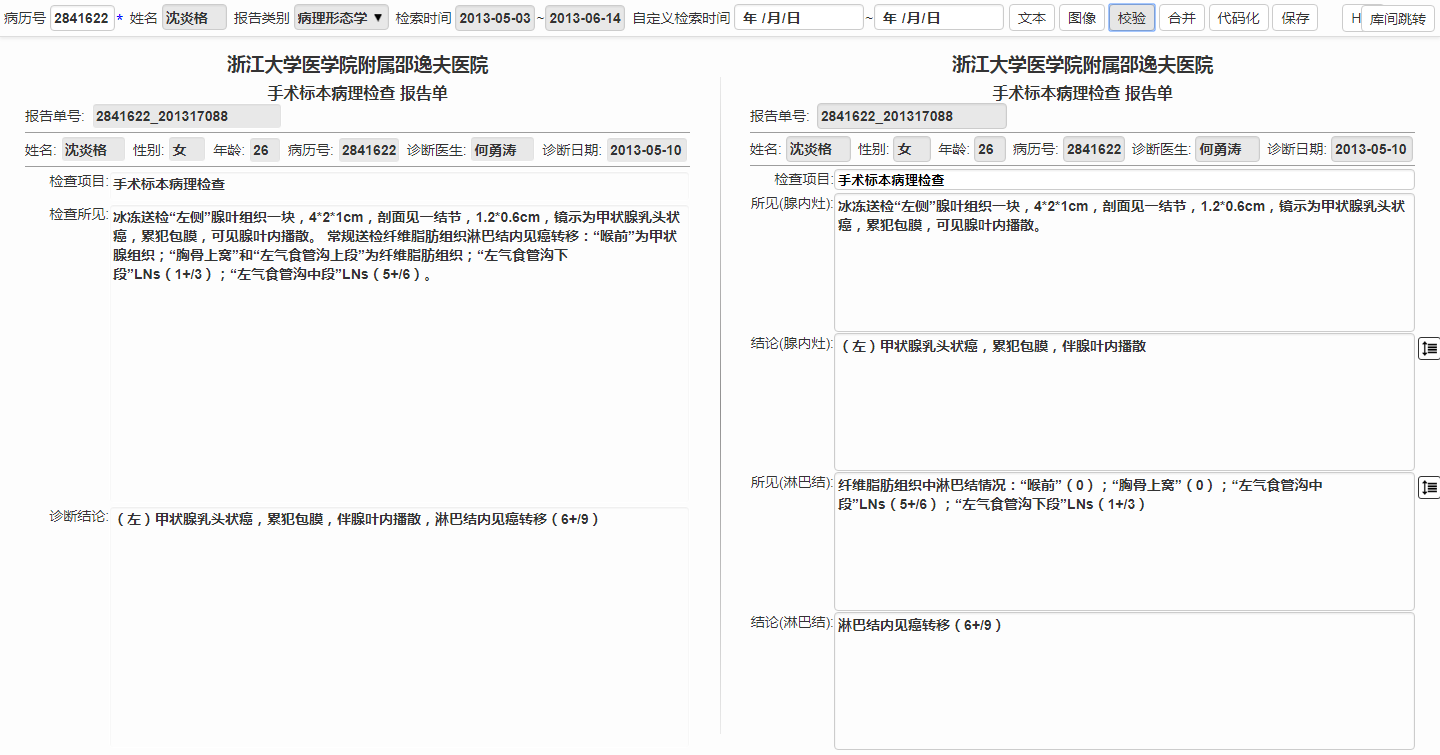 病历号 2841622 * 姓名 沈炎格 报告类别 病理形态学 ▼ 检索时间 2013-05-03 ~ 2013-06-14 自定义检索时间 年 /月/日 ~ 年 /月/日 文本 图像 校验 合并 代码化 保存 H 库间跳转
浙江大学医学院附属邵逸夫医院
手术标本病理检查 报告单
报告单号: 2841622_201317088
姓名: 沈炎格 性别: 女 年龄: 26 病历号: 2841622 诊断医生: 何勇涛 诊断日期: 2013-05-10
检查项目: 手术标本病理检查
检查所见: 冰冻送检“左侧”腺叶组织一块，4*2*1cm，剖面见一结节，1.2*0.6cm，镜示为甲状腺乳头状
癌，累犯包膜，可见腺叶内播散。 常规送检纤维脂肪组织淋巴结内见癌转移：“喉前”为甲状
腺组织；“胸骨上窝”和“左气食管沟上段”为纤维脂肪组织；“左气食管沟下
段”LNs（1+/3）；“左气食管沟中段”LNs（5+/6）。
诊断结论: （左）甲状腺乳头状癌，累犯包膜，伴腺叶内播散，淋巴结内见癌转移（6+/9）
浙江大学医学院附属邵逸夫医院
手术标本病理检查 报告单
报告单号: 2841622_201317088
姓名: 沈炎格 性别: 女 年龄: 26 病历号: 2841622 诊断医生: 何勇涛 诊断日期: 2013-05-10
检查项目: 手术标本病理检查
所见(腺内灶): 冰冻送检“左侧”腺叶组织一块，4*2*1cm，剖面见一结节，1.2*0.6cm，镜示为甲状腺乳头状
癌，累犯包膜，可见腺叶内播散。
结论(腺内灶): （左）甲状腺乳头状癌，累犯包膜，伴腺叶内播散
所见(淋巴结): 纤维脂肪组织中淋巴结情况：“喉前”（0）；“胸骨上窝”（0）；“左气食管沟中
段”LNs（5+/6）；“左气食管沟下段”LNs（1+/3）
结论(淋巴结): 淋巴结内见癌转移（6+/9）